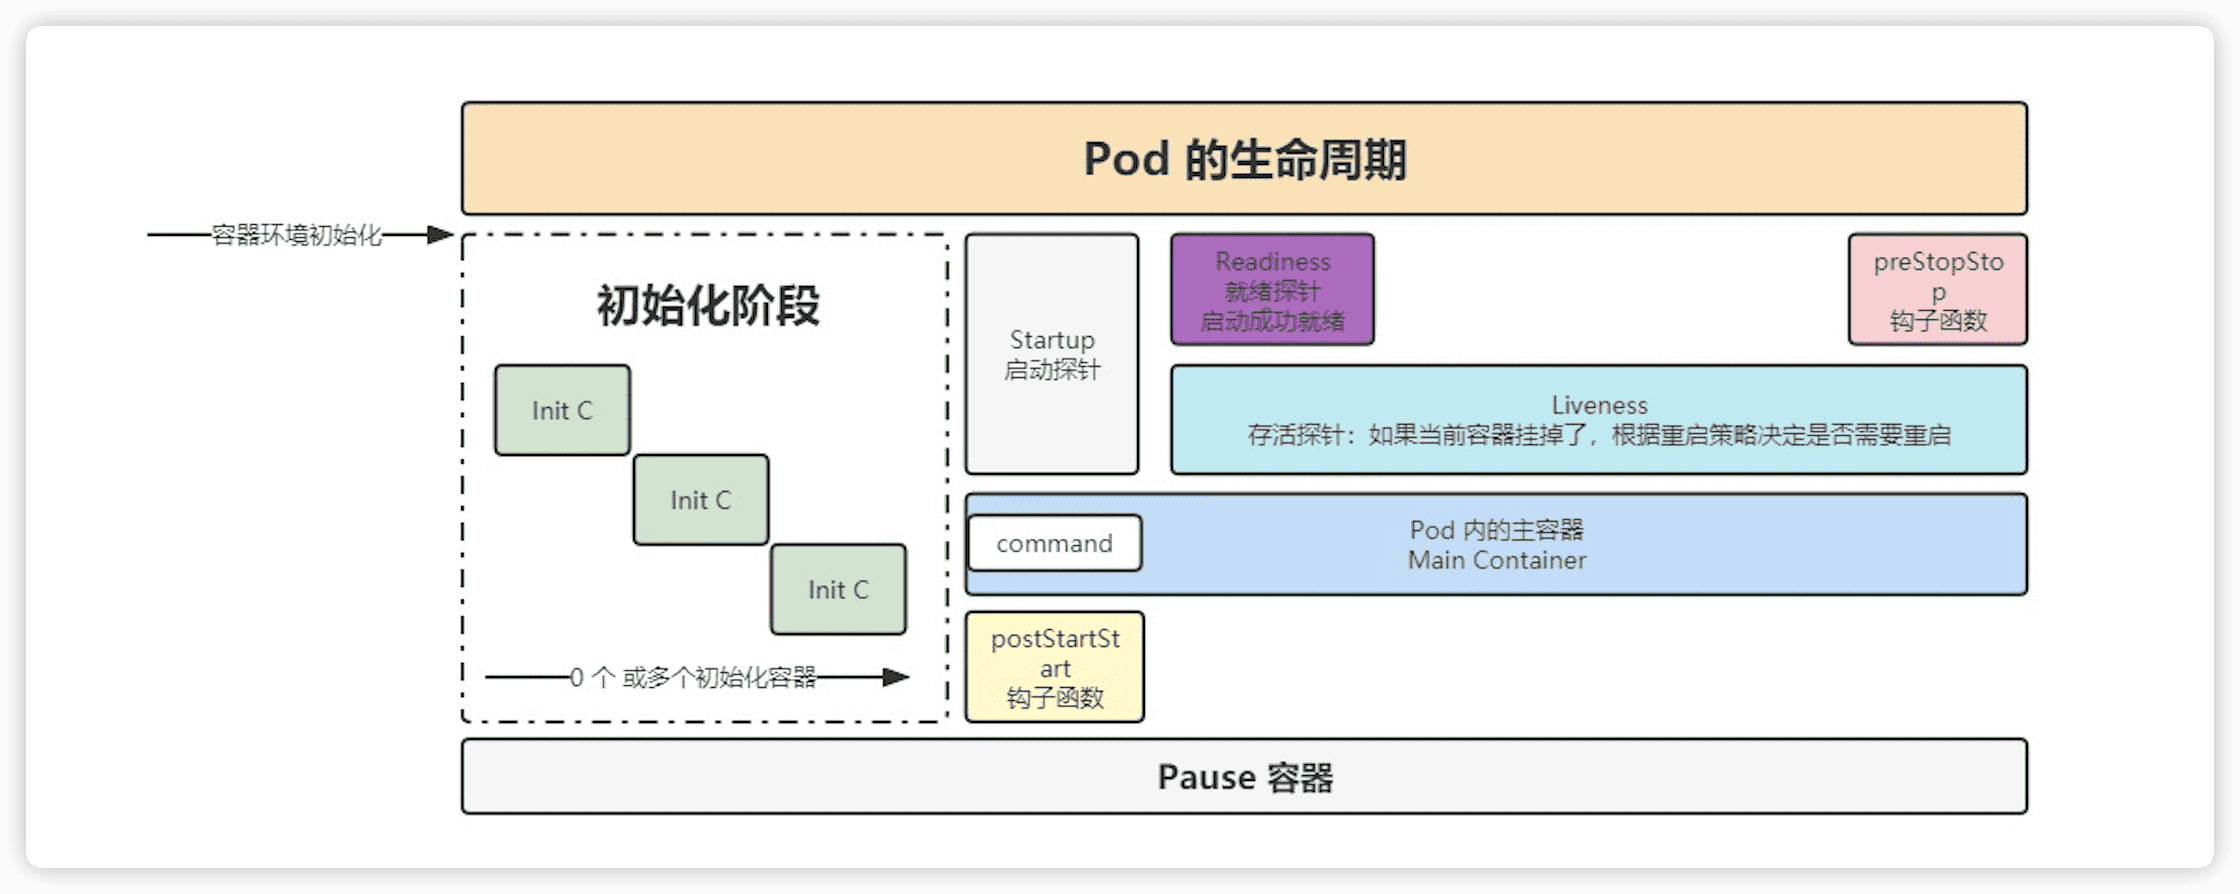 Pod 的生命周期
容器环境初始化
初始化阶段
Init C
Init C
Init C
0 个 或多个初始化容器
Startup
启动探针
Readiness
就绪探针
启动成功就绪
preStopSto
p
钩子函数
Liveness
存活探针：如果当前容器挂掉了，根据重启策略决定是否需要重启
command
Pod 内的主容器
Main Container
postStartSt
art
钩子函数
Pause 容器